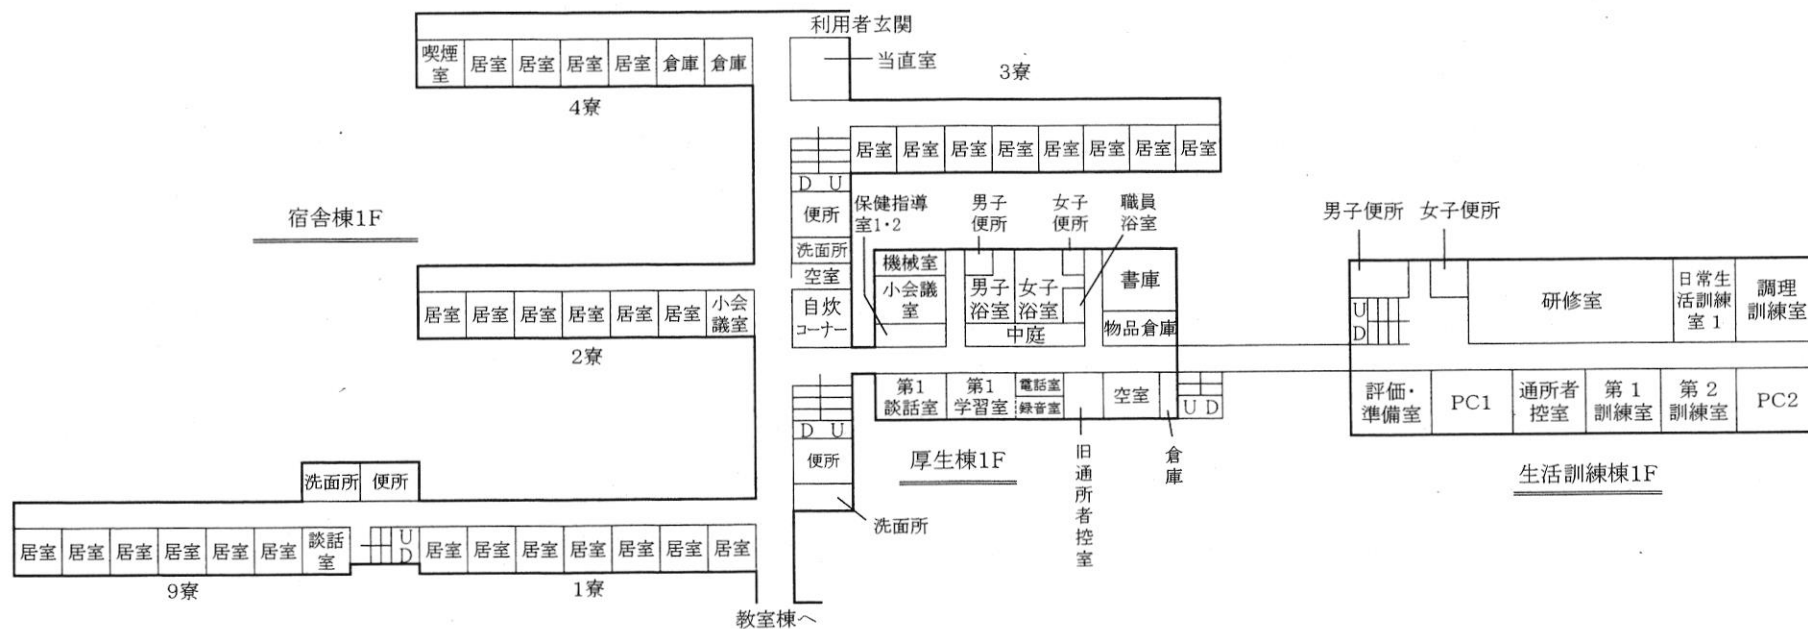 利用者玄関
喫煙
室
居室
居室
居室
居室
倉庫
倉庫
当直室
3寮
4寮
居室
居室
居室
居室
居室
居室
居室
居室
D U
便所
洗面所
空室
自炊
コーナー
宿舎棟1F
保健指導
室1・2
男子
便所
女子
便所
職員
浴室
機械室
小会議
室
男子
浴室
女子
浴室
中庭
書庫
物品倉庫
男子便所
女子便所
U
D
研修室
日常生
活訓練
室1
調理
訓練室
居室
居室
居室
居室
居室
居室
小会
議室
2寮
第1
談話室
第1
学習室
電話室
録音室
空室
U D
評価・
準備室
PC1
通所者
控室
第1
訓練室
第2
訓練室
PC2
D U
便所
洗面所
厚生棟1F
旧通所者控室
倉庫
生活訓練棟1F
洗面所
便所
居室
居室
居室
居室
居室
居室
談話
室
U
D
居室
居室
居室
居室
居室
居室
居室
9寮
1寮
教室棟へ